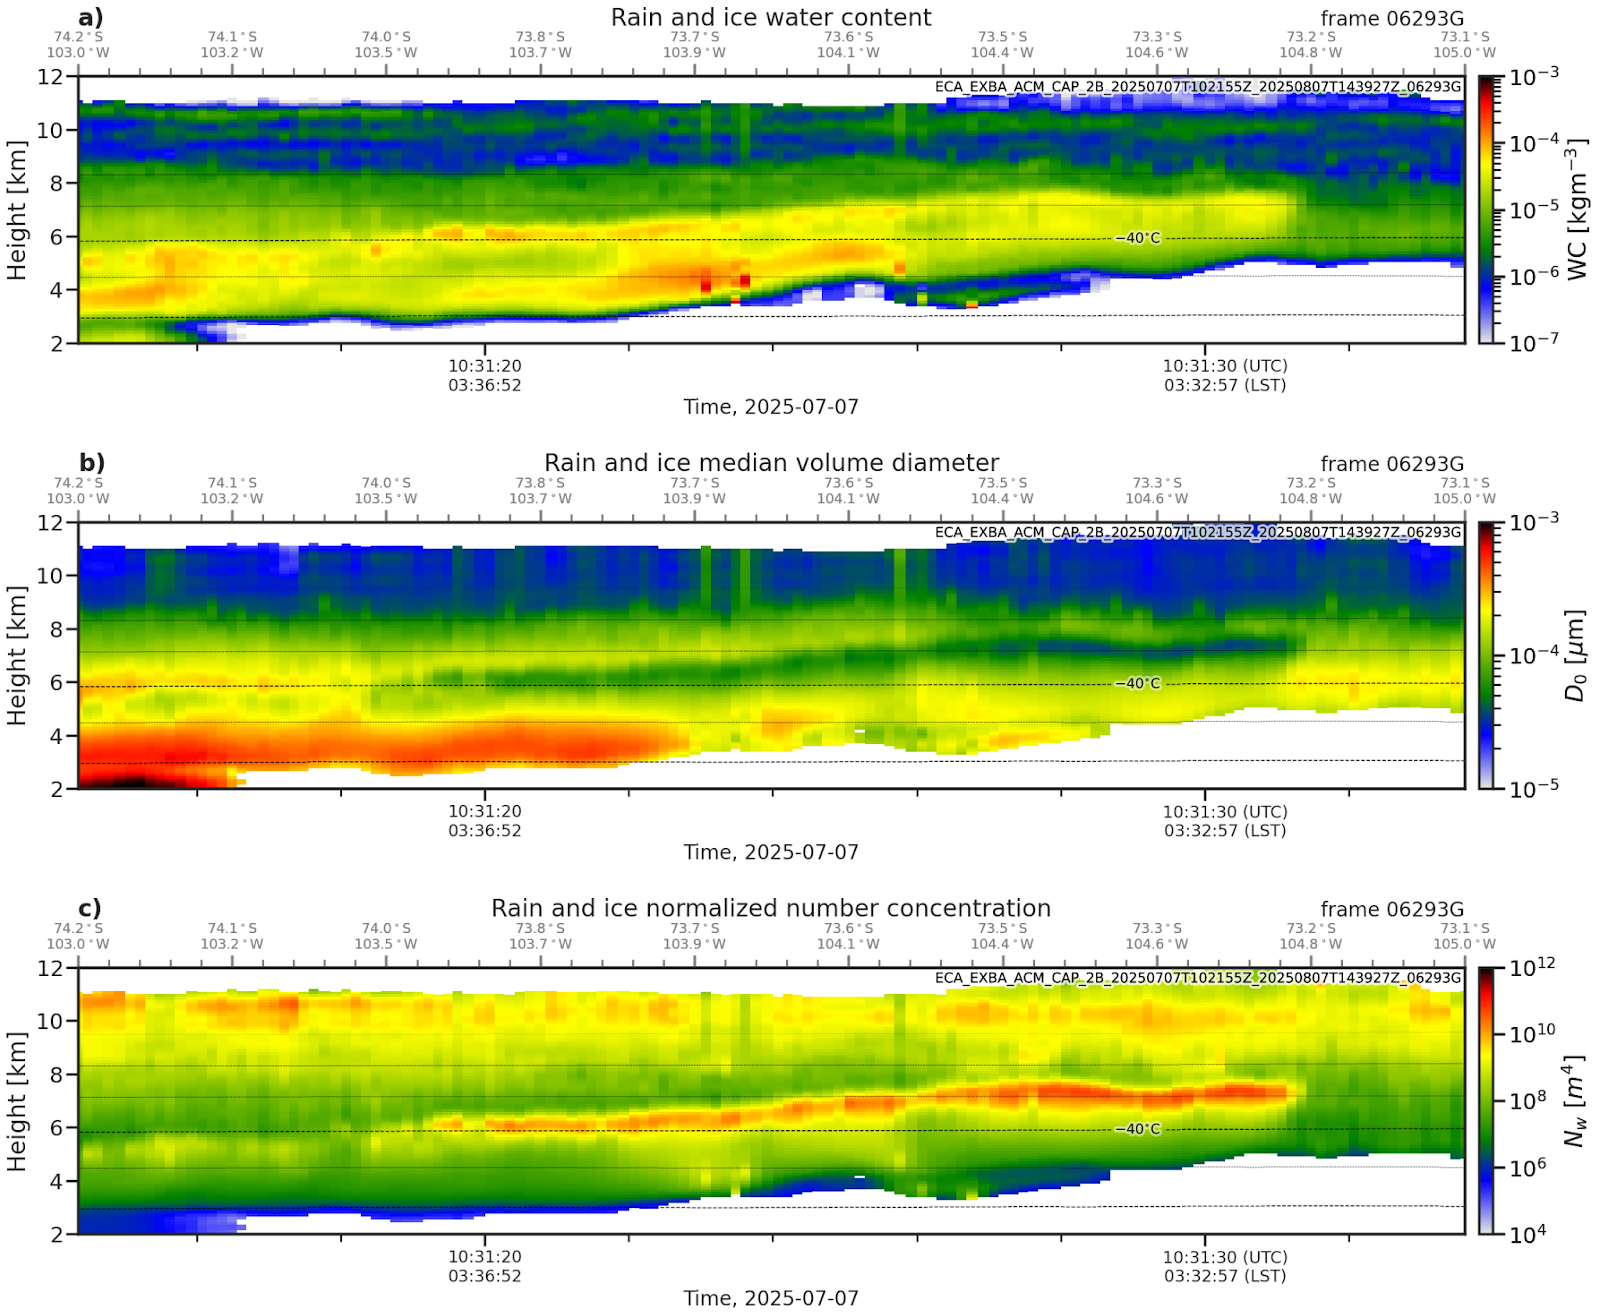 a) Rain and ice water content frame 06293G
74.2°S 74.1°S 74.0°S 73.8°S 73.7°S 73.6°S 73.5°S 73.3°S 73.2°S 73.1°S
103.0°W 103.2°W 103.5°W 103.7°W 103.9°W 104.1°W 104.4°W 104.6°W 104.8°W 105.0°W
ECA_EXBA_ACM_CAP_2B_20250707T102155Z_20250807T143927Z_06293G
12
10
8
6
4
2
Height [km]
−40°C
10⁻³
10⁻⁴
10⁻⁵
10⁻⁶
10⁻⁷
WC [kgm⁻³]
10:31:20 10:31:30 (UTC)
03:36:52 03:32:57 (LST)
Time, 2025-07-07
b) Rain and ice median volume diameter frame 06293G
74.2°S 74.1°S 74.0°S 73.8°S 73.7°S 73.6°S 73.5°S 73.3°S 73.2°S 73.1°S
103.0°W 103.2°W 103.5°W 103.7°W 103.9°W 104.1°W 104.4°W 104.6°W 104.8°W 105.0°W
ECA_EXBA_ACM_CAP_2B_20250707T102155Z_20250807T143927Z_06293G
12
10
8
6
4
2
Height [km]
−40°C
10⁻³
10⁻⁴
10⁻⁵
D₀ [μm]
10:31:20 10:31:30 (UTC)
03:36:52 03:32:57 (LST)
Time, 2025-07-07
c) Rain and ice normalized number concentration frame 06293G
74.2°S 74.1°S 74.0°S 73.8°S 73.7°S 73.6°S 73.5°S 73.3°S 73.2°S 73.1°S
103.0°W 103.2°W 103.5°W 103.7°W 103.9°W 104.1°W 104.4°W 104.6°W 104.8°W 105.0°W
ECA_EXBA_ACM_CAP_2B_20250707T102155Z_20250807T143927Z_06293G
12
10
8
6
4
2
Height [km]
−40°C
10¹²
10¹⁰
10⁸
10⁶
10⁴
N_w [m⁴]
10:31:20 10:31:30 (UTC)
03:36:52 03:32:57 (LST)
Time, 2025-07-07